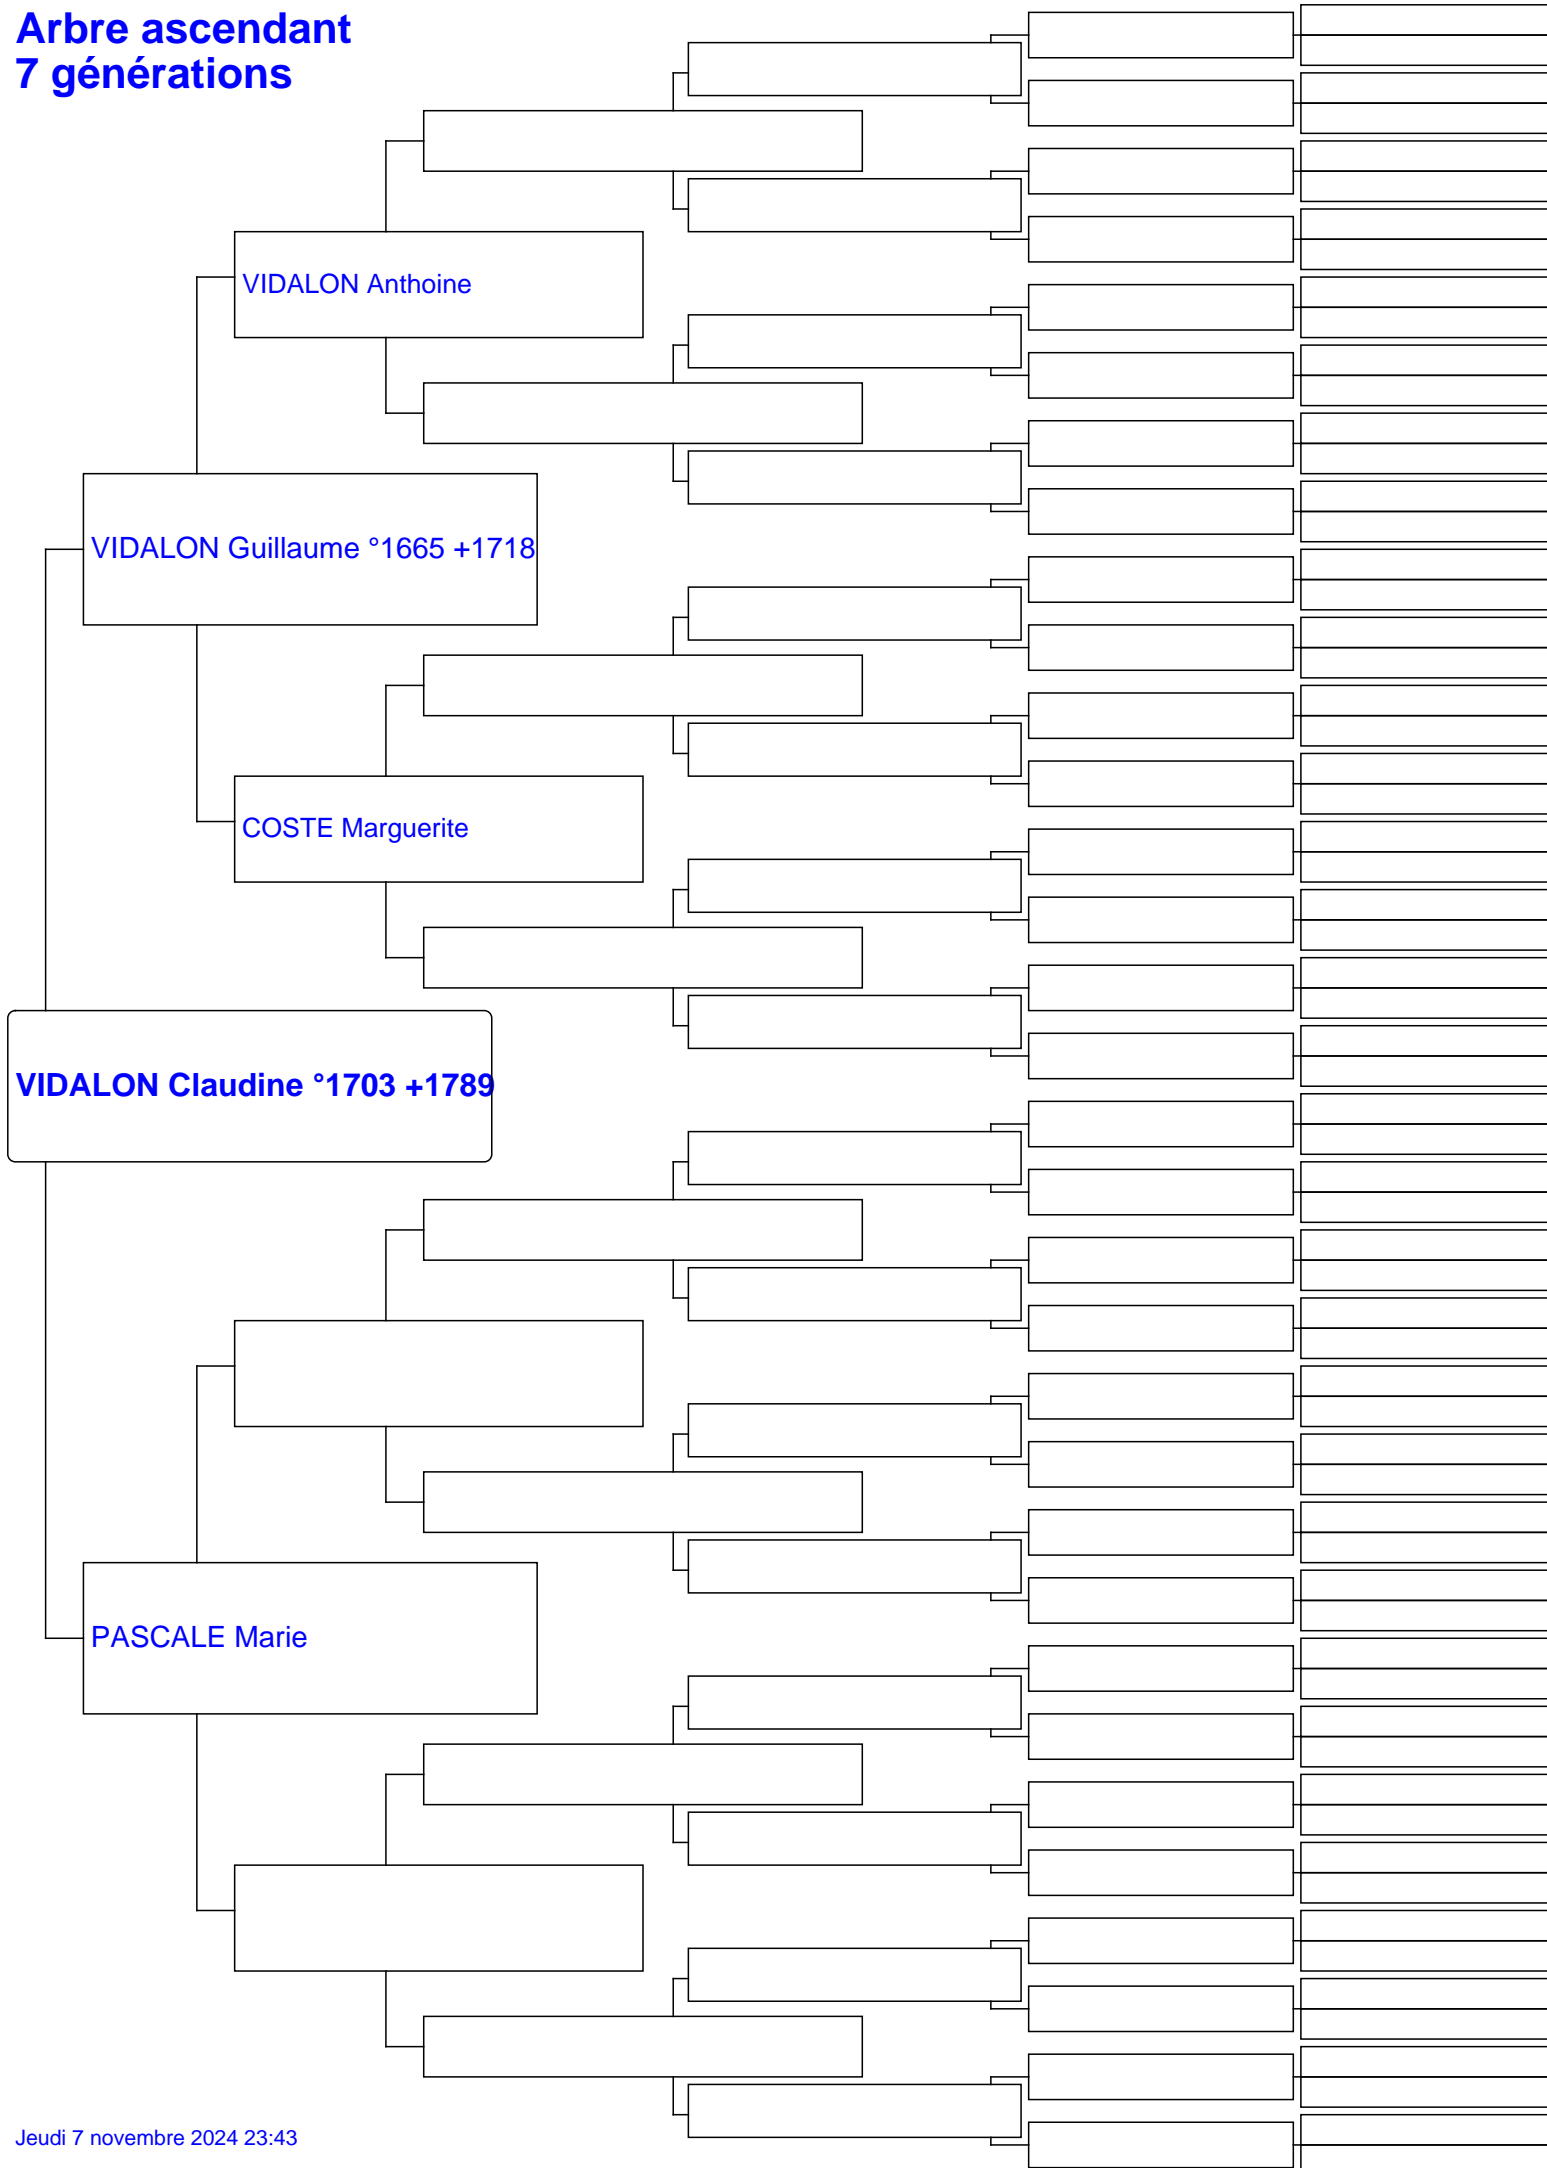 Arbre ascendant
7 générations
VIDALON Anthoine
VIDALON Guillaume °1665 +1718
COSTE Marguerite
VIDALON Claudine °1703 +1789
PASCALE Marie
Jeudi 7 novembre 2024 23:43